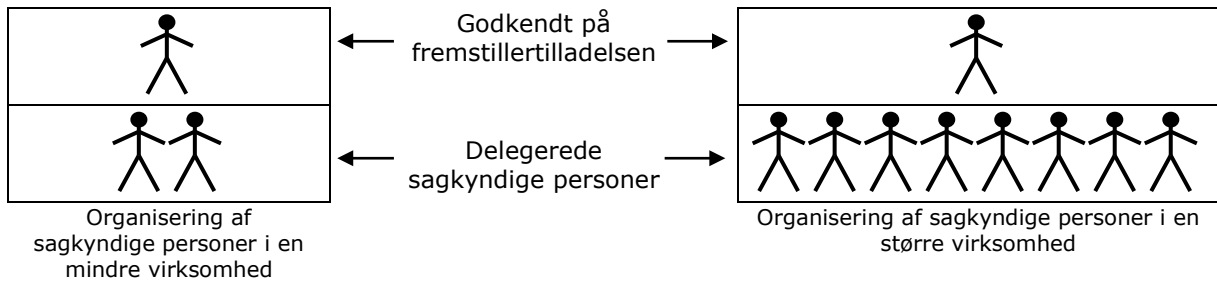 Godkendt på
fremstillertilladelsen
Delegerede
sagkyndige personer
Organisering af
sagkyndige personer i en
mindre virksomhed
Organisering af sagkyndige personer i en
større virksomhed